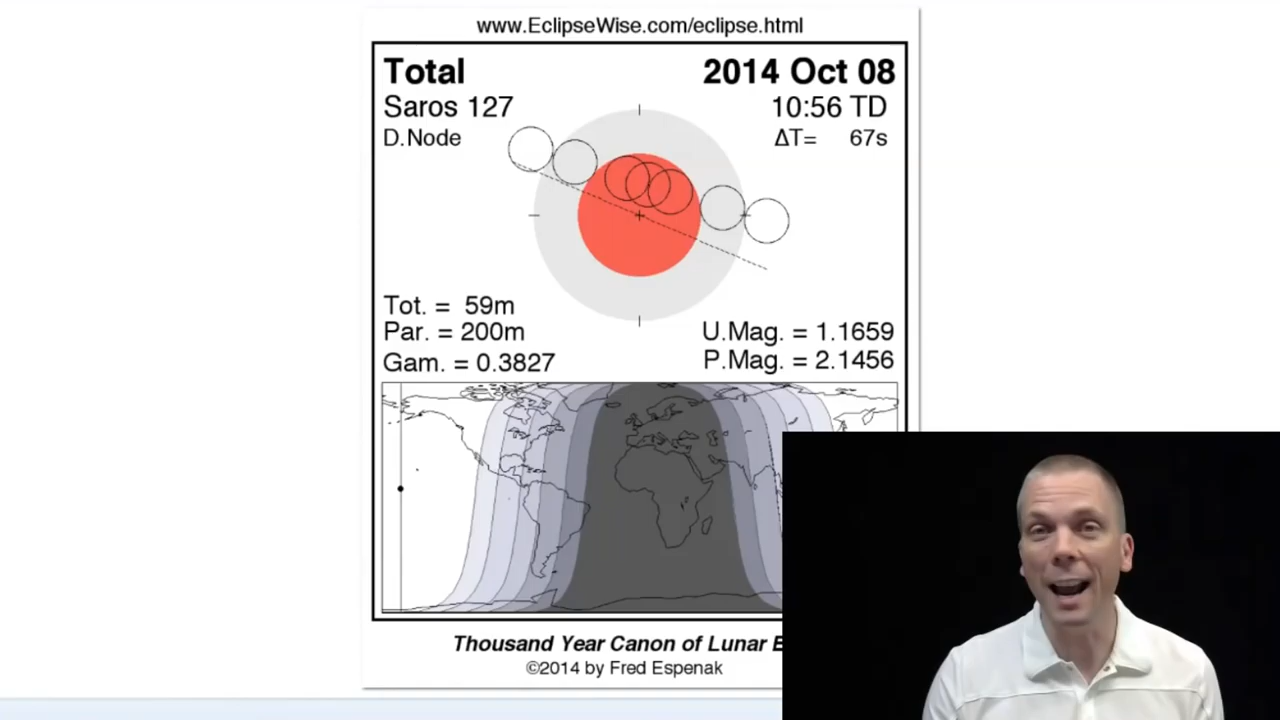 www.EclipseWise.com/eclipse.html
Total 2014 Oct 08
Saros 127 10:56 TD
D.Node ΔT= 67s
Tot. = 59m
Par. = 200m U.Mag. = 1.1659
Gam. = 0.3827 P.Mag. = 2.1456
Thousand Year Canon of Lunar
©2014 by Fred Espenak